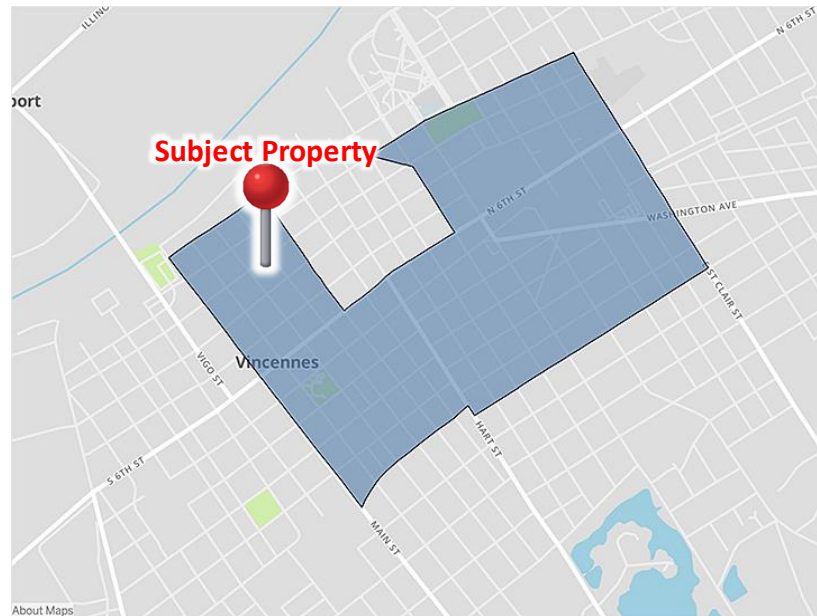 N 6TH ST
ILLING
port
Subject Property
N 6TH ST
WASHINGTON AVE
S ST CLAIR ST
Vincennes
VIGO ST
HART ST
S 6TH ST
MAIN ST
About Maps